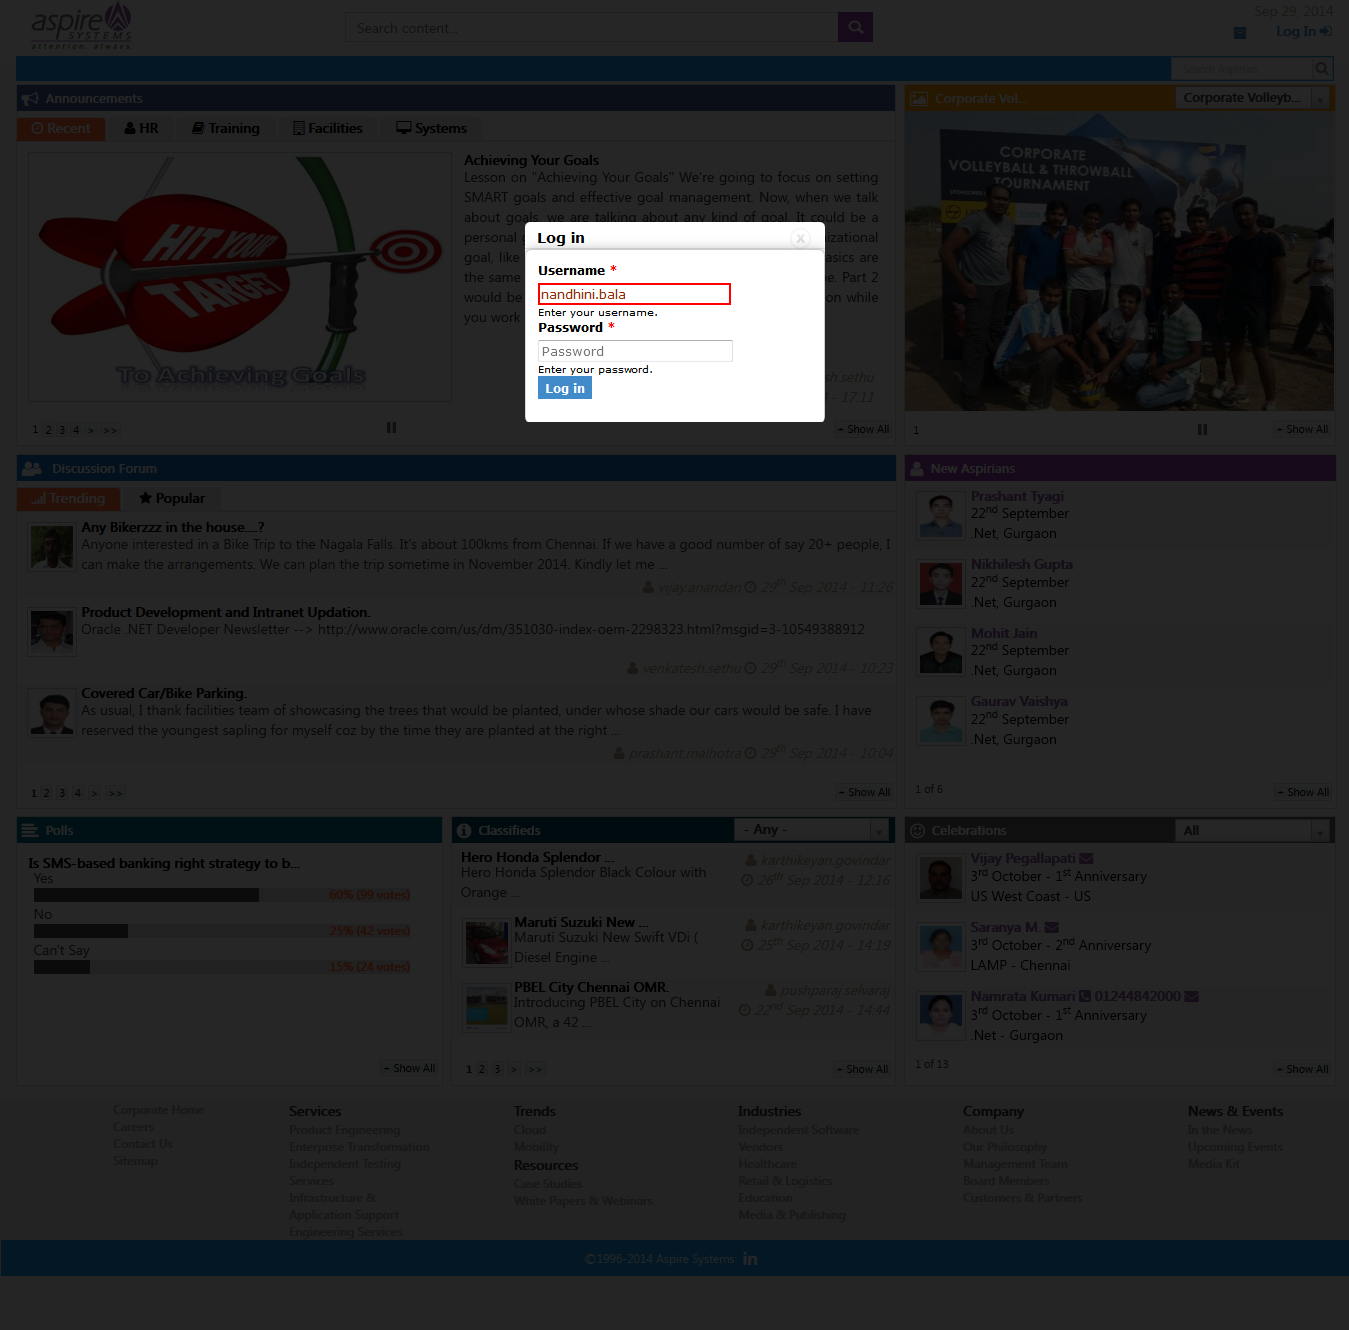 aspire
SYSTEMS
attention. always.
Search content...
Sep 29, 2014
Log In
Search Aspirian
Announcements
Recent
HR
Training
Facilities
Systems
HIT YOUR
TARGET
To Achieving Goals
Achieving Your Goals
Lesson on "Achieving Your Goals" We're going to focus on setting
SMART goals and effective goal management. Now, when we talk
about goals, we are talking about any kind of goal. It could be a
personal
izational
goal, like
asics are
the same
e. Part 2
would be
on while
you work
sh.sethu
- 17:11
1 2 3 4 > >>
Show All
Corporate Vol...
Corporate Volleyb...
CORPORATE
VOLLEYBALL & THROWBALL
TOURNAMENT
1
Show All
Log in
x
Username *
nandhini.bala
Enter your username.
Password *
Password
Enter your password.
Log in
Discussion Forum
Trending
Popular
Any Bikerzzz in the house....?
Anyone interested in a Bike Trip to the Nagala Falls. It's about 100kms from Chennai. If we have a good number of say 20+ people, I
can make the arrangements. We can plan the trip sometime in November 2014. Kindly let me ...
vijay.anandan 29th Sep 2014 - 11:26
Product Development and Intranet Updation.
Oracle .NET Developer Newsletter --> http://www.oracle.com/us/dm/351030-index-oem-2298323.html?msgid=3-10549388912
venkatesh.sethu 29th Sep 2014 - 10:23
Covered Car/Bike Parking.
As usual, I thank facilities team of showcasing the trees that would be planted, under whose shade our cars would be safe. I have
reserved the youngest sapling for myself coz by the time they are planted at the right ...
prashant.malhotra 29th Sep 2014 - 10:04
1 2 3 4 > >>
Show All
New Aspirians
Prashant Tyagi
22nd September
.Net, Gurgaon
Nikhilesh Gupta
22nd September
.Net, Gurgaon
Mohit Jain
22nd September
.Net, Gurgaon
Gaurav Vaishya
22nd September
.Net, Gurgaon
1 of 6
Show All
Polls
Is SMS-based banking right strategy to b...
Yes
60% (99 votes)
No
25% (42 votes)
Can't Say
15% (24 votes)
Show All
Classifieds
- Any -
Hero Honda Splendor ...
Hero Honda Splendor Black Colour with
Orange ...
karthikeyan.govindar
26th Sep 2014 - 12:16
Maruti Suzuki New ...
Maruti Suzuki New Swift VDi (
Diesel Engine ...
karthikeyan.govindar
25th Sep 2014 - 14:19
PBEL City Chennai OMR.
Introducing PBEL City on Chennai
OMR, a 42 ...
pushparaj.selvaraj
22nd Sep 2014 - 14:44
1 2 3 > >>
Show All
Celebrations
All
Vijay Pegallapati
3rd October - 1st Anniversary
US West Coast - US
Saranya M.
3rd October - 2nd Anniversary
LAMP - Chennai
Namrata Kumari 01244842000
3rd October - 1st Anniversary
.Net - Gurgaon
1 of 13
Show All
Corporate Home
Careers
Contact Us
Sitemap
Services
Product Engineering
Enterprise Transformation
Independent Testing
Services
Infrastructure &
Application Support
Engineering Services
Trends
Cloud
Mobility
Resources
Case Studies
White Papers & Webinars
Industries
Independent Software
Vendors
Healthcare
Retail & Logistics
Education
Media & Publishing
Company
About Us
Our Philosophy
Management Team
Board Members
Customers & Partners
News & Events
In the News
Upcoming Events
Media Kit
©1996-2014 Aspire Systems in